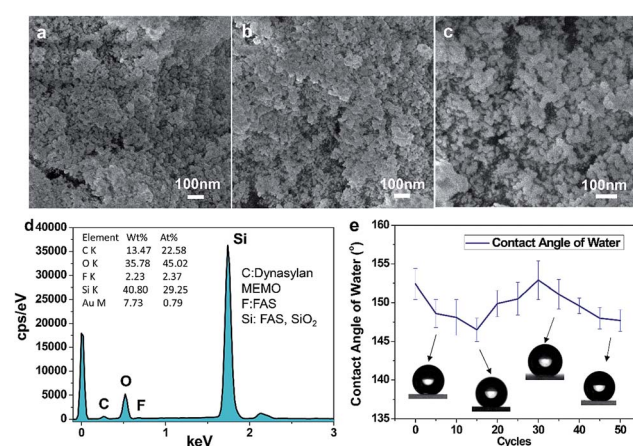 a
b
c
100nm
100nm
100nm
d
40000
35000
30000
25000
20000
15000
10000
5000
0
cps/eV
Element Wt% At%
C K 13.47 22.58
O K 35.78 45.02
F K 2.23 2.37
Si K 40.80 29.25
Au M 7.73 0.79
Si
C:Dynasylan
MEMO
F:FAS
Si: FAS, SiO₂
C
O
F
0 1 2 3
keV
e
160
155
150
145
140
135
Contact Angle of Water (°)
Contact Angle of Water
0 10 20 30 40 50
Cycles